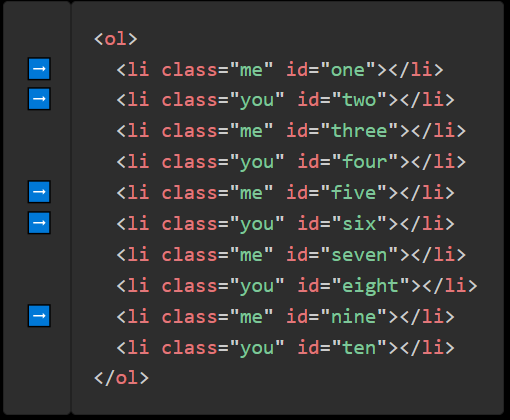 <ol>
→ <li class="me" id="one"></li>
→ <li class="you" id="two"></li>
<li class="me" id="three"></li>
<li class="you" id="four"></li>
→ <li class="me" id="five"></li>
→ <li class="you" id="six"></li>
<li class="me" id="seven"></li>
<li class="you" id="eight"></li>
→ <li class="me" id="nine"></li>
<li class="you" id="ten"></li>
</ol>